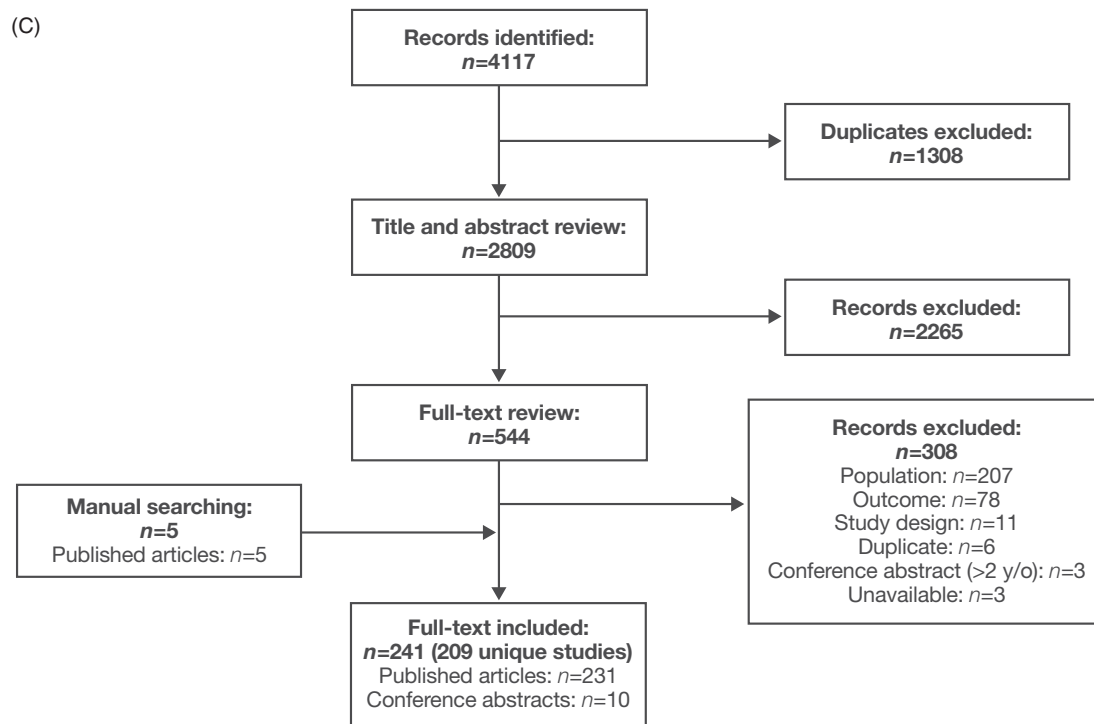 (C)
Records identified:
n=4117
Duplicates excluded:
n=1308
Title and abstract review:
n=2809
Records excluded:
n=2265
Full-text review:
n=544
Records excluded:
n=308
Population: n=207
Outcome: n=78
Study design: n=11
Duplicate: n=6
Conference abstract (>2 y/o): n=3
Unavailable: n=3
Manual searching:
n=5
Published articles: n=5
Full-text included:
n=241 (209 unique studies)
Published articles: n=231
Conference abstracts: n=10